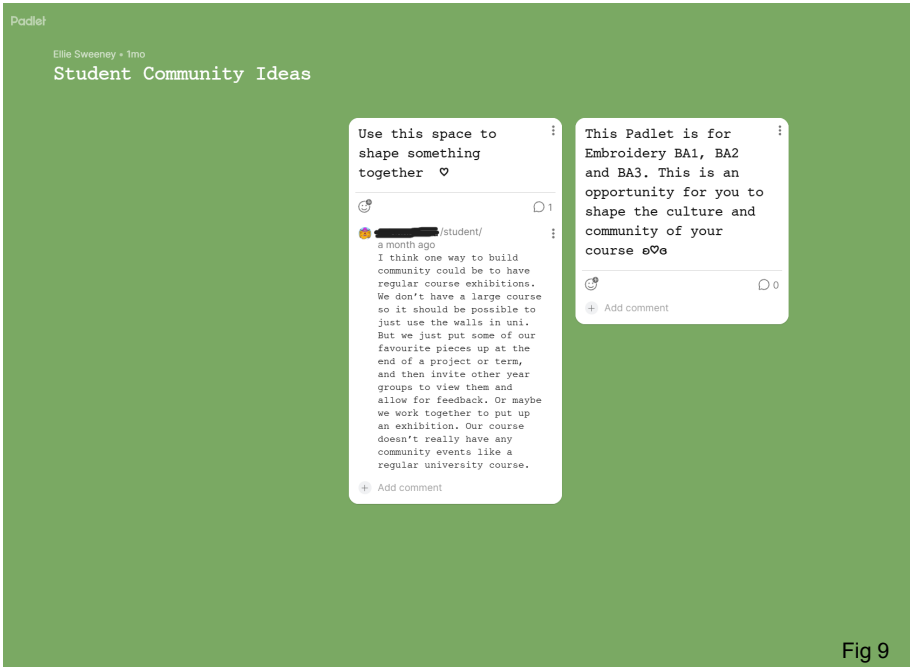 Padlet
Ellie Sweeney • 1mo
Student Community Ideas
Use this space to
shape something
together ♡
1
/student/
a month ago
I think one way to build
community could be to have
regular course exhibitions.
We don't have a large course
so it should be possible to
just use the walls in uni.
But we just put some of our
favourite pieces up at the
end of a project or term,
and then invite other year
groups to view them and
allow for feedback. Or maybe
we work together to put up
an exhibition. Our course
doesn't really have any
community events like a
regular university course.
Add comment
This Padlet is for
Embroidery BA1, BA2
and BA3. This is an
opportunity for you to
shape the culture and
community of your
course ʚ♡ɞ
0
Add comment
Fig 9